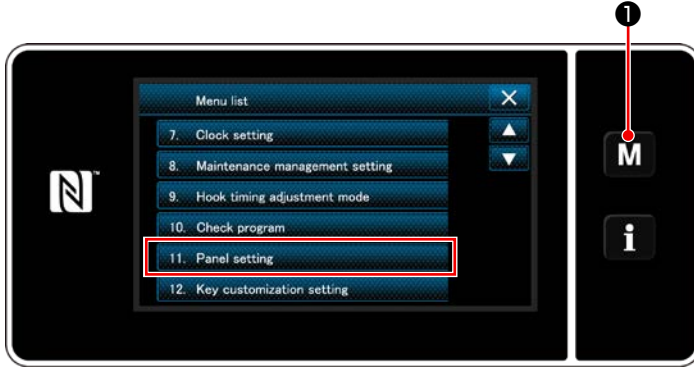 ❶
Menu list
7. Clock setting
8. Maintenance management setting
M
9. Hook timing adjustment mode
N
10. Check program
i
11. Panel setting
12. Key customization setting